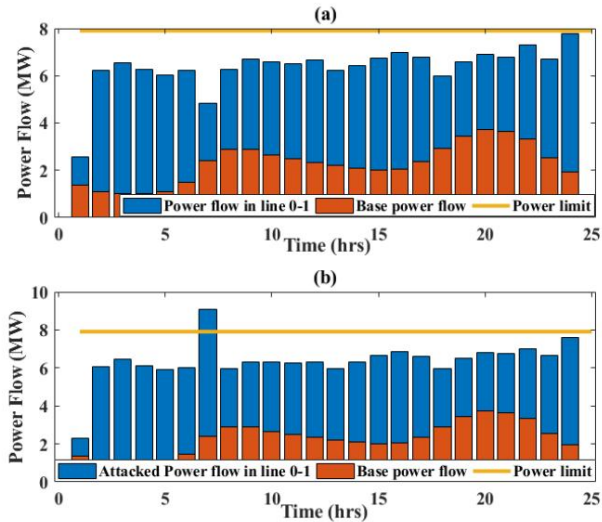 (a)
Power Flow (MW)
8
6
4
2
0
Power flow in line 0-1 Base power flow Power limit
0 5 10 15 20 25
Time (hrs)
(b)
Power Flow (MW)
10
8
6
4
2
0
Attacked Power flow in line 0-1 Base power flow Power limit
0 5 10 15 20 25
Time (hrs)